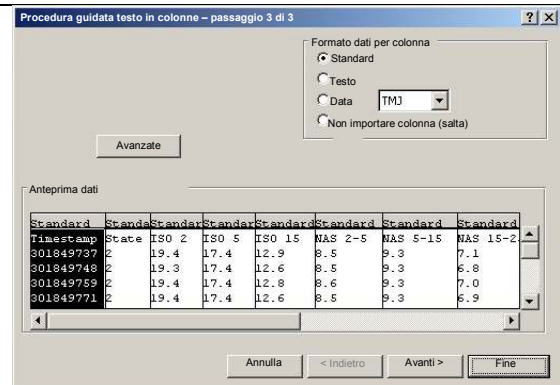 Procedura guidata testo in colonne – passaggio 3 di 3
Formato dati per colonna
Standard
Testo
Data TMJ
Non importare colonna (salta)
Avanzate
Anteprima dati
Standard Standa Standar Standar Standard Standard Standard Standard
Timestamp State ISO 2 ISO 5 ISO 15 NAS 2-5 NAS 5-15 NAS 15-2
301849737 2 19.4 17.4 12.9 8.5 9.3 7.1
301849748 2 19.3 17.4 12.6 8.5 9.3 6.8
301849759 2 19.4 17.4 12.8 8.6 9.3 7.0
301849771 2 19.4 17.4 12.6 8.5 9.3 6.9
Annulla < Indietro Avanti > Fine